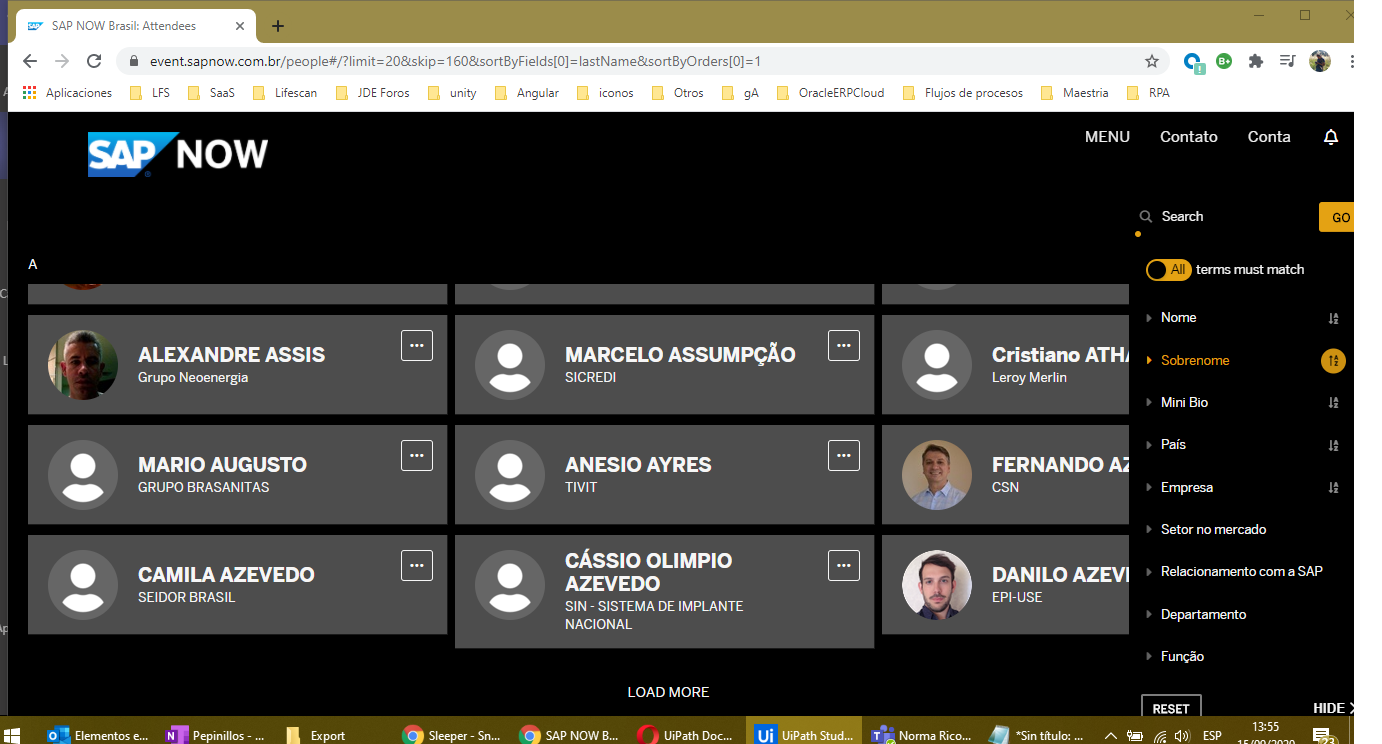 SAP NOW Brasil: Attendees
event.sapnow.com.br/people#/?limit=20&skip=160&sortByFields[0]=lastName&sortByOrders[0]=1
Aplicaciones LFS SaaS Lifescan JDE Foros unity Angular iconos Otros gA OracleERPCloud Flujos de procesos Maestria RPA
SAP NOW
MENU Contato Conta
Search GO
A
All terms must match
ALEXANDRE ASSIS
Grupo Neoenergia
MARCELO ASSUMPÇÃO
SICREDI
Cristiano ATHA
Leroy Merlin
MARIO AUGUSTO
GRUPO BRASANITAS
ANESIO AYRES
TIVIT
FERNANDO AZ
CSN
CAMILA AZEVEDO
SEIDOR BRASIL
CÁSSIO OLIMPIO
AZEVEDO
SIN - SISTEMA DE IMPLANTE
NACIONAL
DANILO AZEV
EPI-USE
LOAD MORE
Nome
Sobrenome
Mini Bio
País
Empresa
Setor no mercado
Relacionamento com a SAP
Departamento
Função
RESET HIDE
Elementos e... Pepinillos - ... Export Sleeper - Sn... SAP NOW B... UiPath Doc... UiPath Stud... Norma Rico... *Sin título: ... ESP 13:55
15/09/2020
23